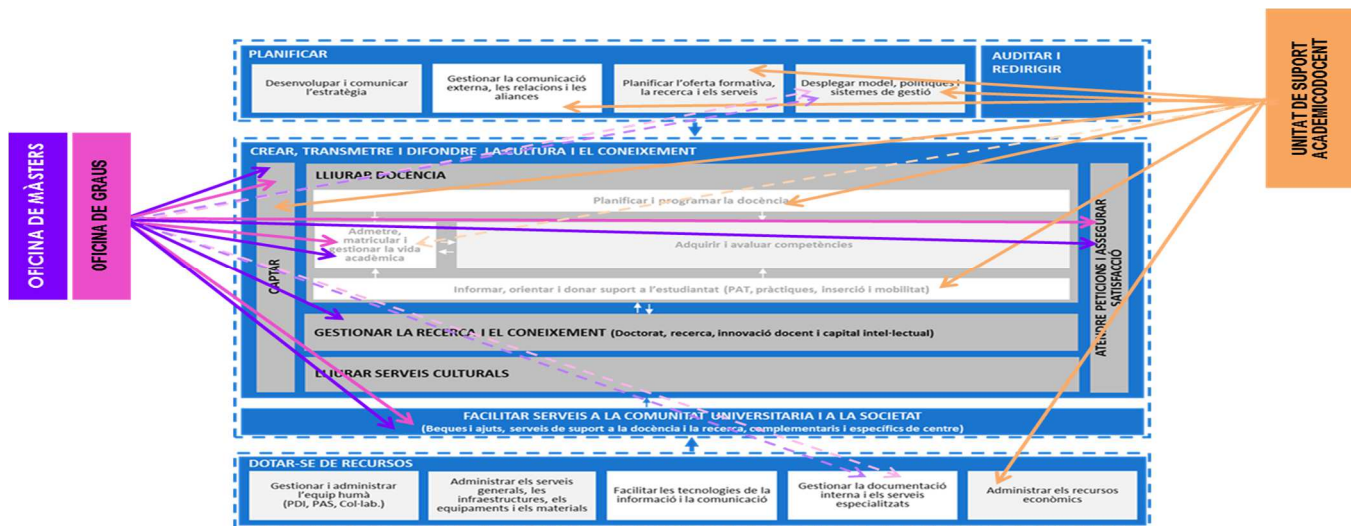 PLANIFICAR
AUDITAR I
REDIRIGIR
Desenvolupar i comunicar
l'estratègia
Gestionar la comunicació
externa, les relacions i les
aliances
Planificar l'oferta formativa,
la recerca i els serveis
Desplegar model, polítiques i
sistemes de gestió
UNITAT DE SUPORT
ACADEMICODOCENT
OFICINA DE MÀSTERS
OFICINA DE GRAUS
CREAR, TRANSMETRE I DIFONDRE LA CULTURA I EL CONEIXEMENT
CAPTAR
LLIURAR DOCÈNCIA
Planificar i programar la docència
Admetre,
matricular i
gestionar la vida
acadèmica
Adquirir i avaluar competències
Informar, orientar i donar suport a l'estudiantat (PAT, pràctiques, inserció i mobilitat)
GESTIONAR LA RECERCA I EL CONEIXEMENT (Doctorat, recerca, innovació docent i capital intel·lectual)
LLIURAR SERVEIS CULTURALS
ATENDRE PETICIONS I ASSEGURAR
SATISFACCIÓ
FACILITAR SERVEIS A LA COMUNITAT UNIVERSITARIA I A LA SOCIETAT
(Beques i ajuts, serveis de suport a la docència i la recerca, complementaris i específics de centre)
DOTAR-SE DE RECURSOS
Gestionar i administrar
l'equip humà
(PDI, PAS, Col·lab.)
Administrar els serveis
generals, les
infraestructures, els
equipaments i els materials
Facilitar les tecnologies de la
informació i la comunicació
Gestionar la documentació
interna i els serveis
especialitzats
Administrar els recursos
econòmics